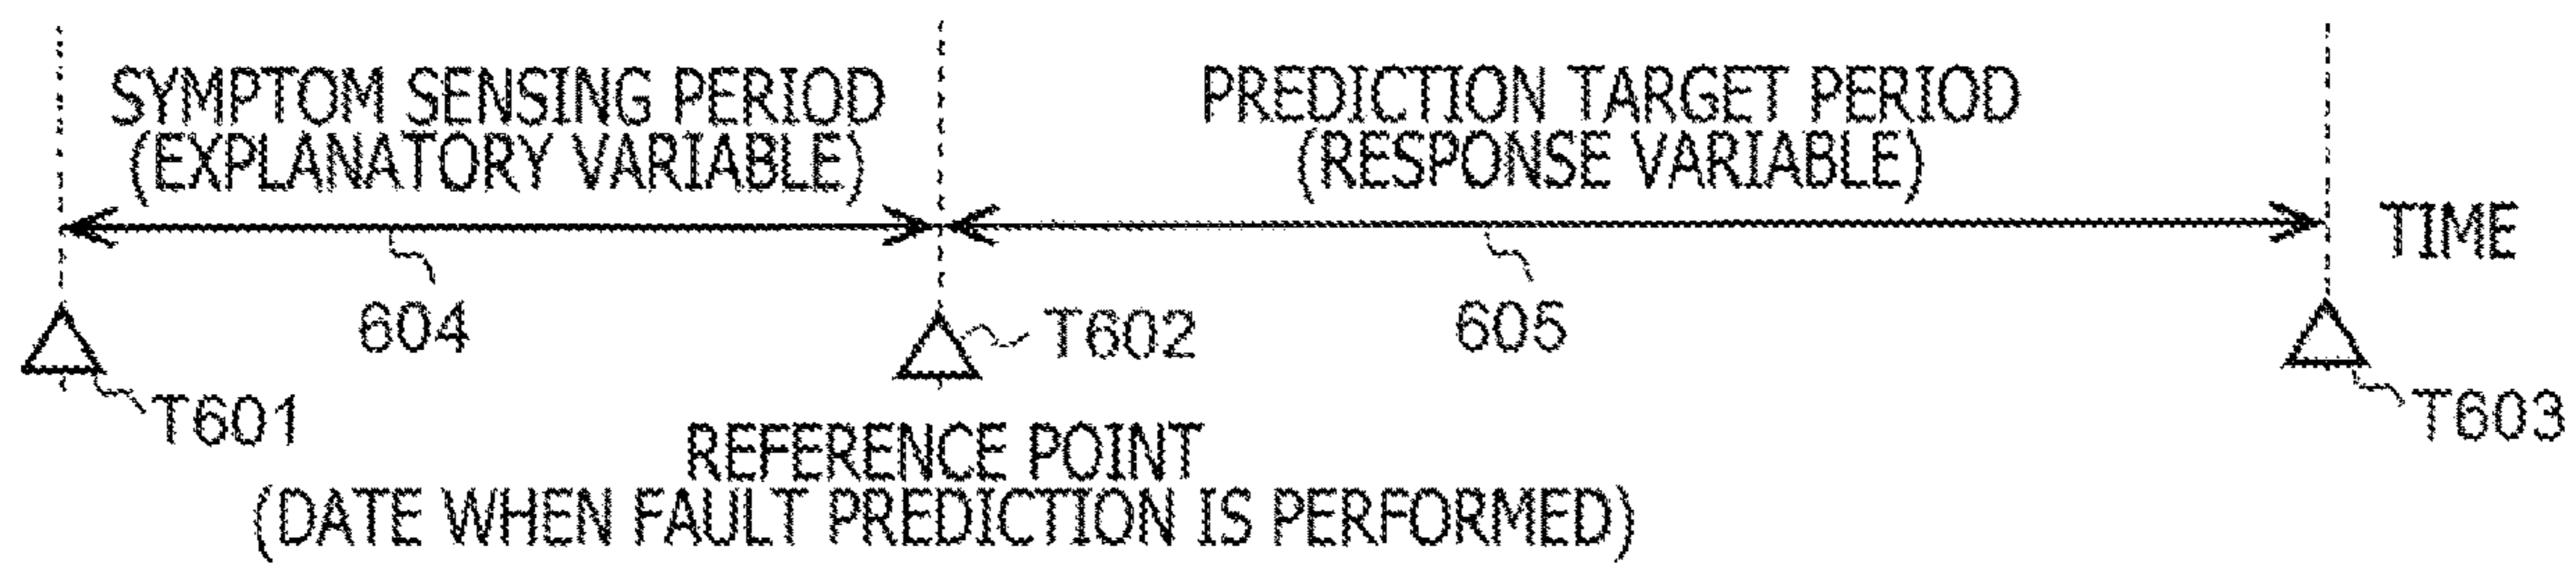 SYMPTOM SENSING PERIOD
(EXPLANATORY VARIABLE)
PREDICTION TARGET PERIOD
(RESPONSE VARIABLE)
TIME
604
T602
605
T601
T603
REFERENCE POINT
(DATE WHEN FAULT PREDICTION IS PERFORMED)